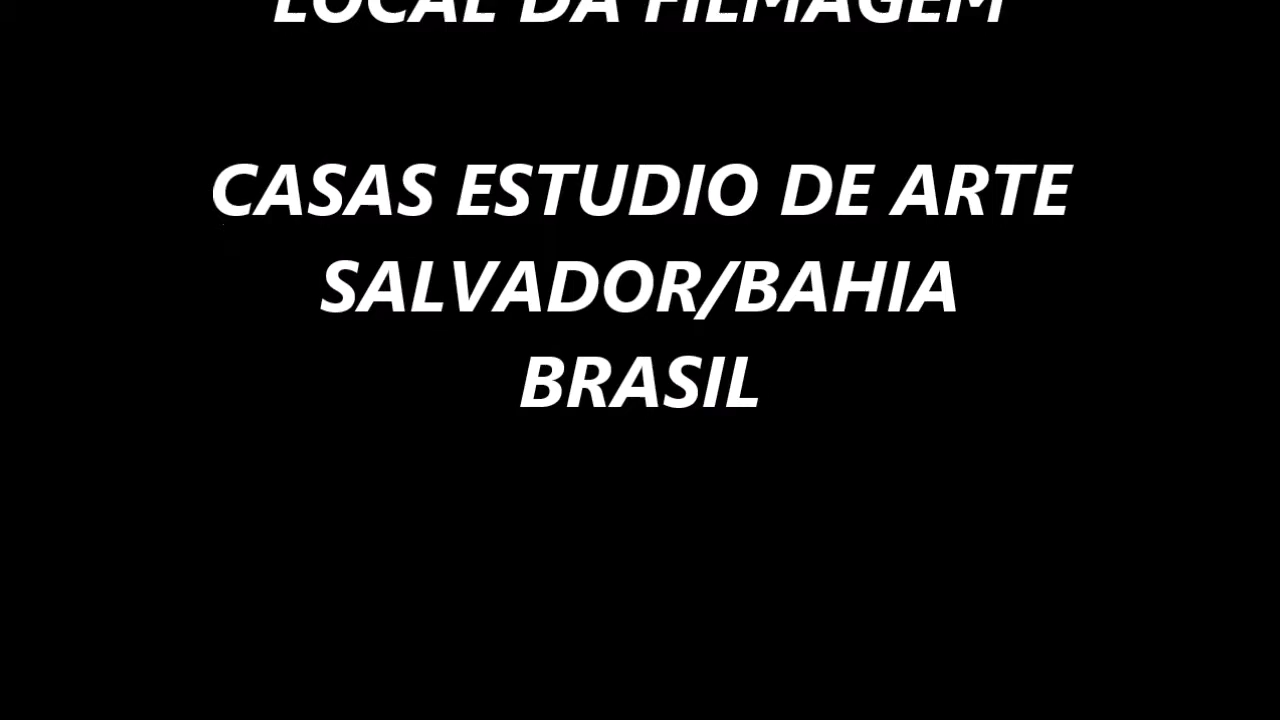 LOCAL DA FILMAGEM
CASAS ESTUDIO DE ARTE
SALVADOR/BAHIA
BRASIL